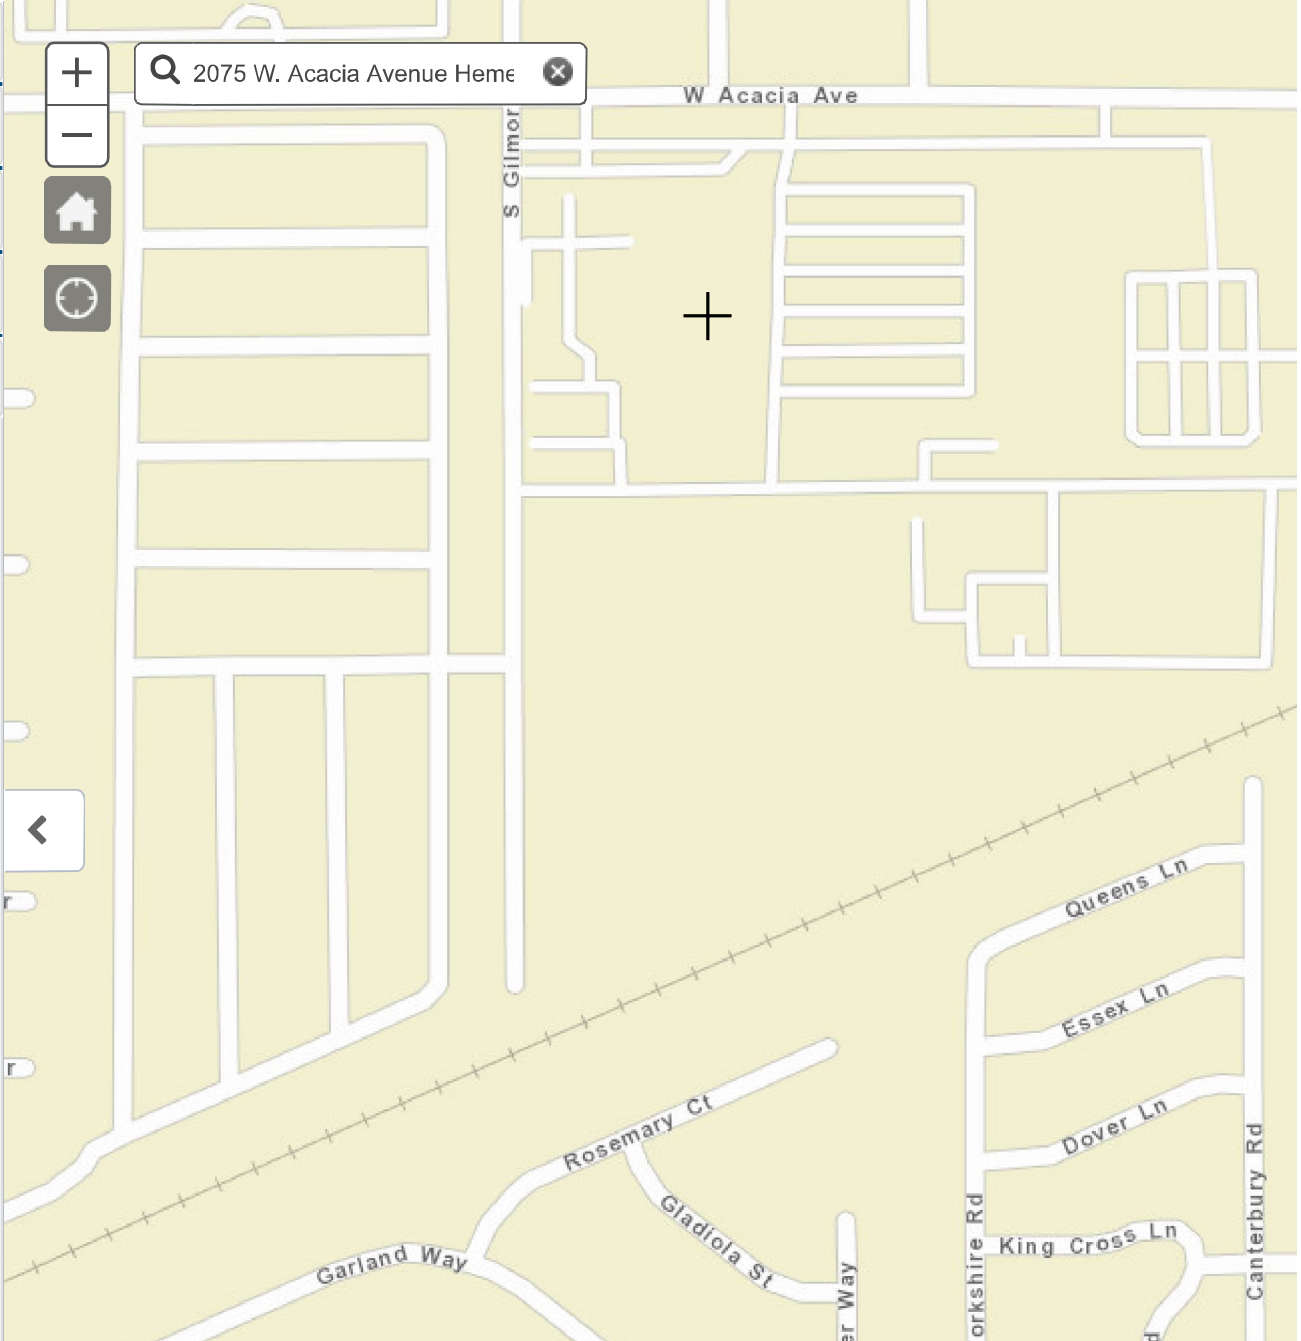 2075 W. Acacia Avenue Heme
W Acacia Ave
S Gilmor
Queens Ln
Essex Ln
Dover Ln
Rosemary Ct
Gladiola St
Garland Way
King Cross Ln
Canterbury Rd
orkshire Rd
er Way
r
r
d